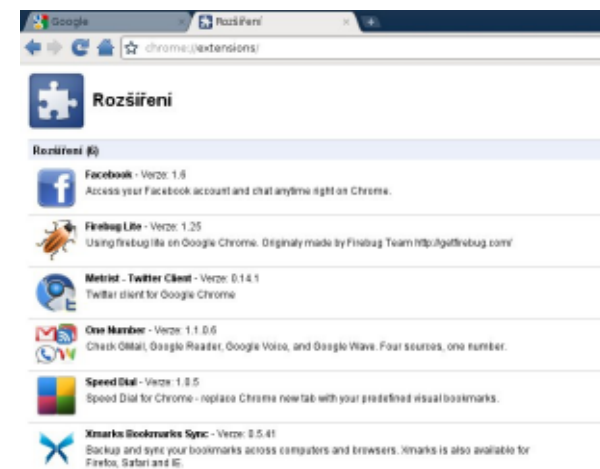 Google
Rozšíření
chrome://extensions/
Rozšíření
Rozšíření (6)
Facebook - Verze: 1.6
Access your Facebook account and chat anytime right on Chrome.
Firebug Lite - Verze: 1.25
Using firebug lite on Google Chrome. Originaly made by Firebug Team http://getfirebug.com/
Metrist - Twitter Client - Verze: 0.14.1
Twitter client for Google Chrome
One Number - Verze: 1.1.0.6
Check GMail, Google Reader, Google Voice, and Google Wave. Four sources, one number.
Speed Dial - Verze: 1.0.5
Speed Dial for Chrome - replace Chrome new tab with your predefined visual bookmarks.
Xmarks Bookmarks Sync - Verze: 0.5.41
Backup and sync your bookmarks across computers and browsers. Xmarks is also available for
Firefox, Safari and IE.